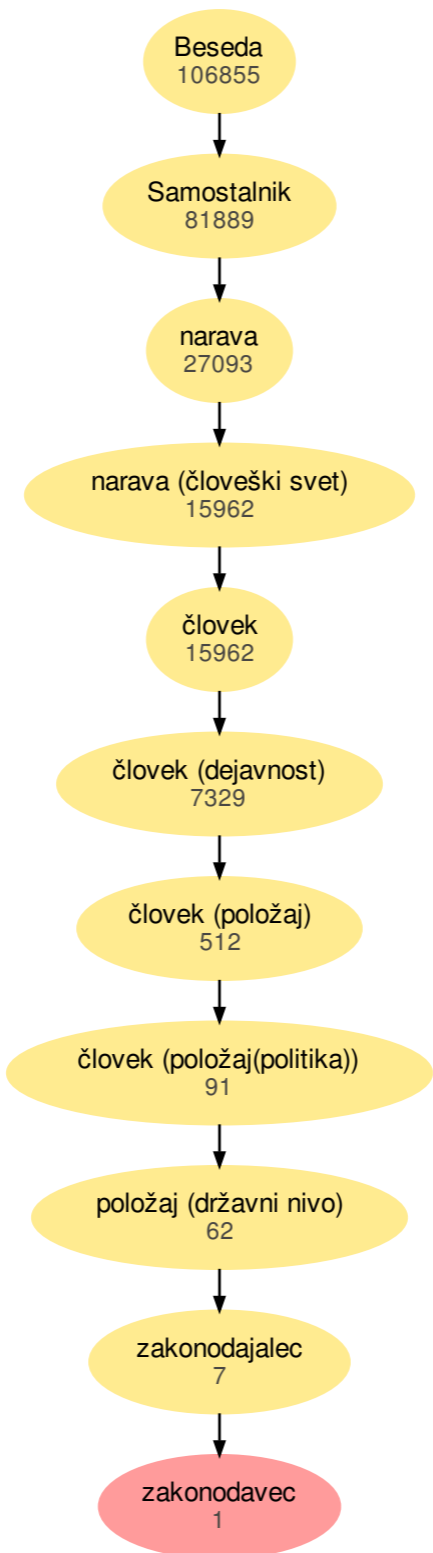 Beseda
106855
Samostalnik
81889
narava
27093
narava (človeški svet)
15962
človek
15962
človek (dejavnost)
7329
človek (položaj)
512
človek (položaj(politika))
91
položaj (državni nivo)
62
zakonodajalec
7
zakonodavec
1